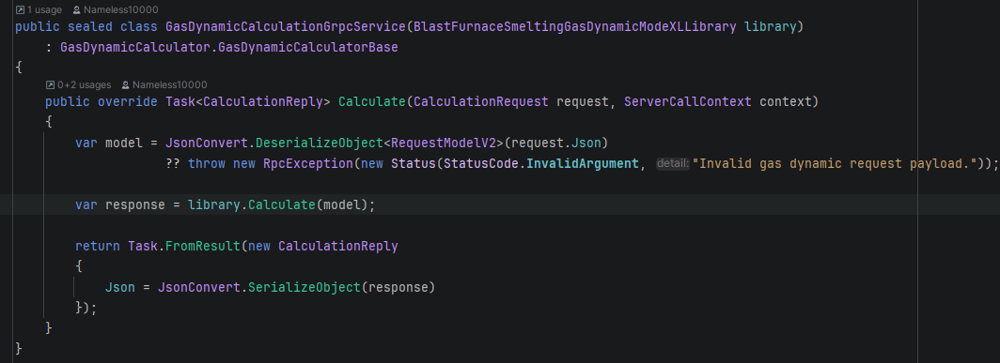 1 usage Nameless10000
public sealed class GasDynamicCalculationGrpcService(BlastFurnaceSmeltingGasDynamicModeXLLibrary library)
    : GasDynamicCalculator.GasDynamicCalculatorBase
{
    0+2 usages Nameless10000
    public override Task<CalculationReply> Calculate(CalculationRequest request, ServerCallContext context)
    {
        var model = JsonConvert.DeserializeObject<RequestModelV2>(request.Json)
                    ?? throw new RpcException(new Status(StatusCode.InvalidArgument, detail: "Invalid gas dynamic request payload."));
        var response = library.Calculate(model);
        return Task.FromResult(new CalculationReply
        {
            Json = JsonConvert.SerializeObject(response)
        });
    }
}